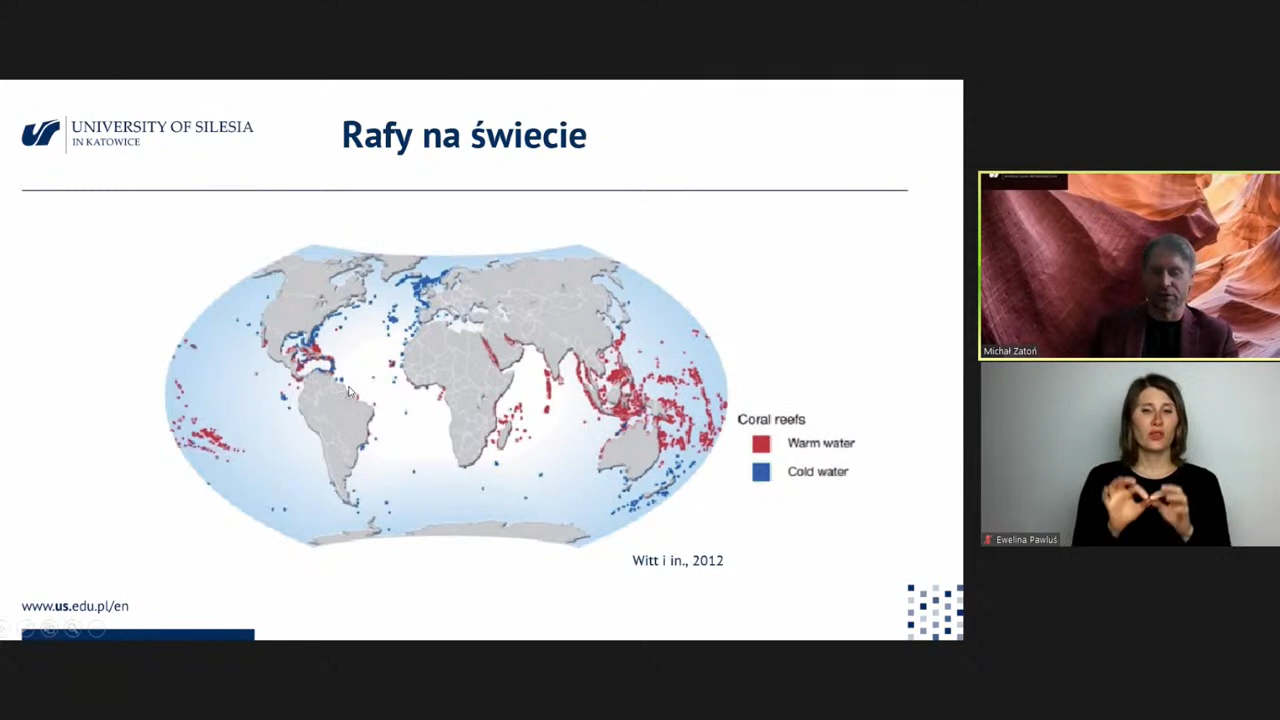 UNIVERSITY OF SILESIA
IN KATOWICE
Rafy na świecie
Coral reefs
Warm water
Cold water
Witt i in., 2012
www.us.edu.pl/en
Michał Zatoń
Ewelina Pawluś